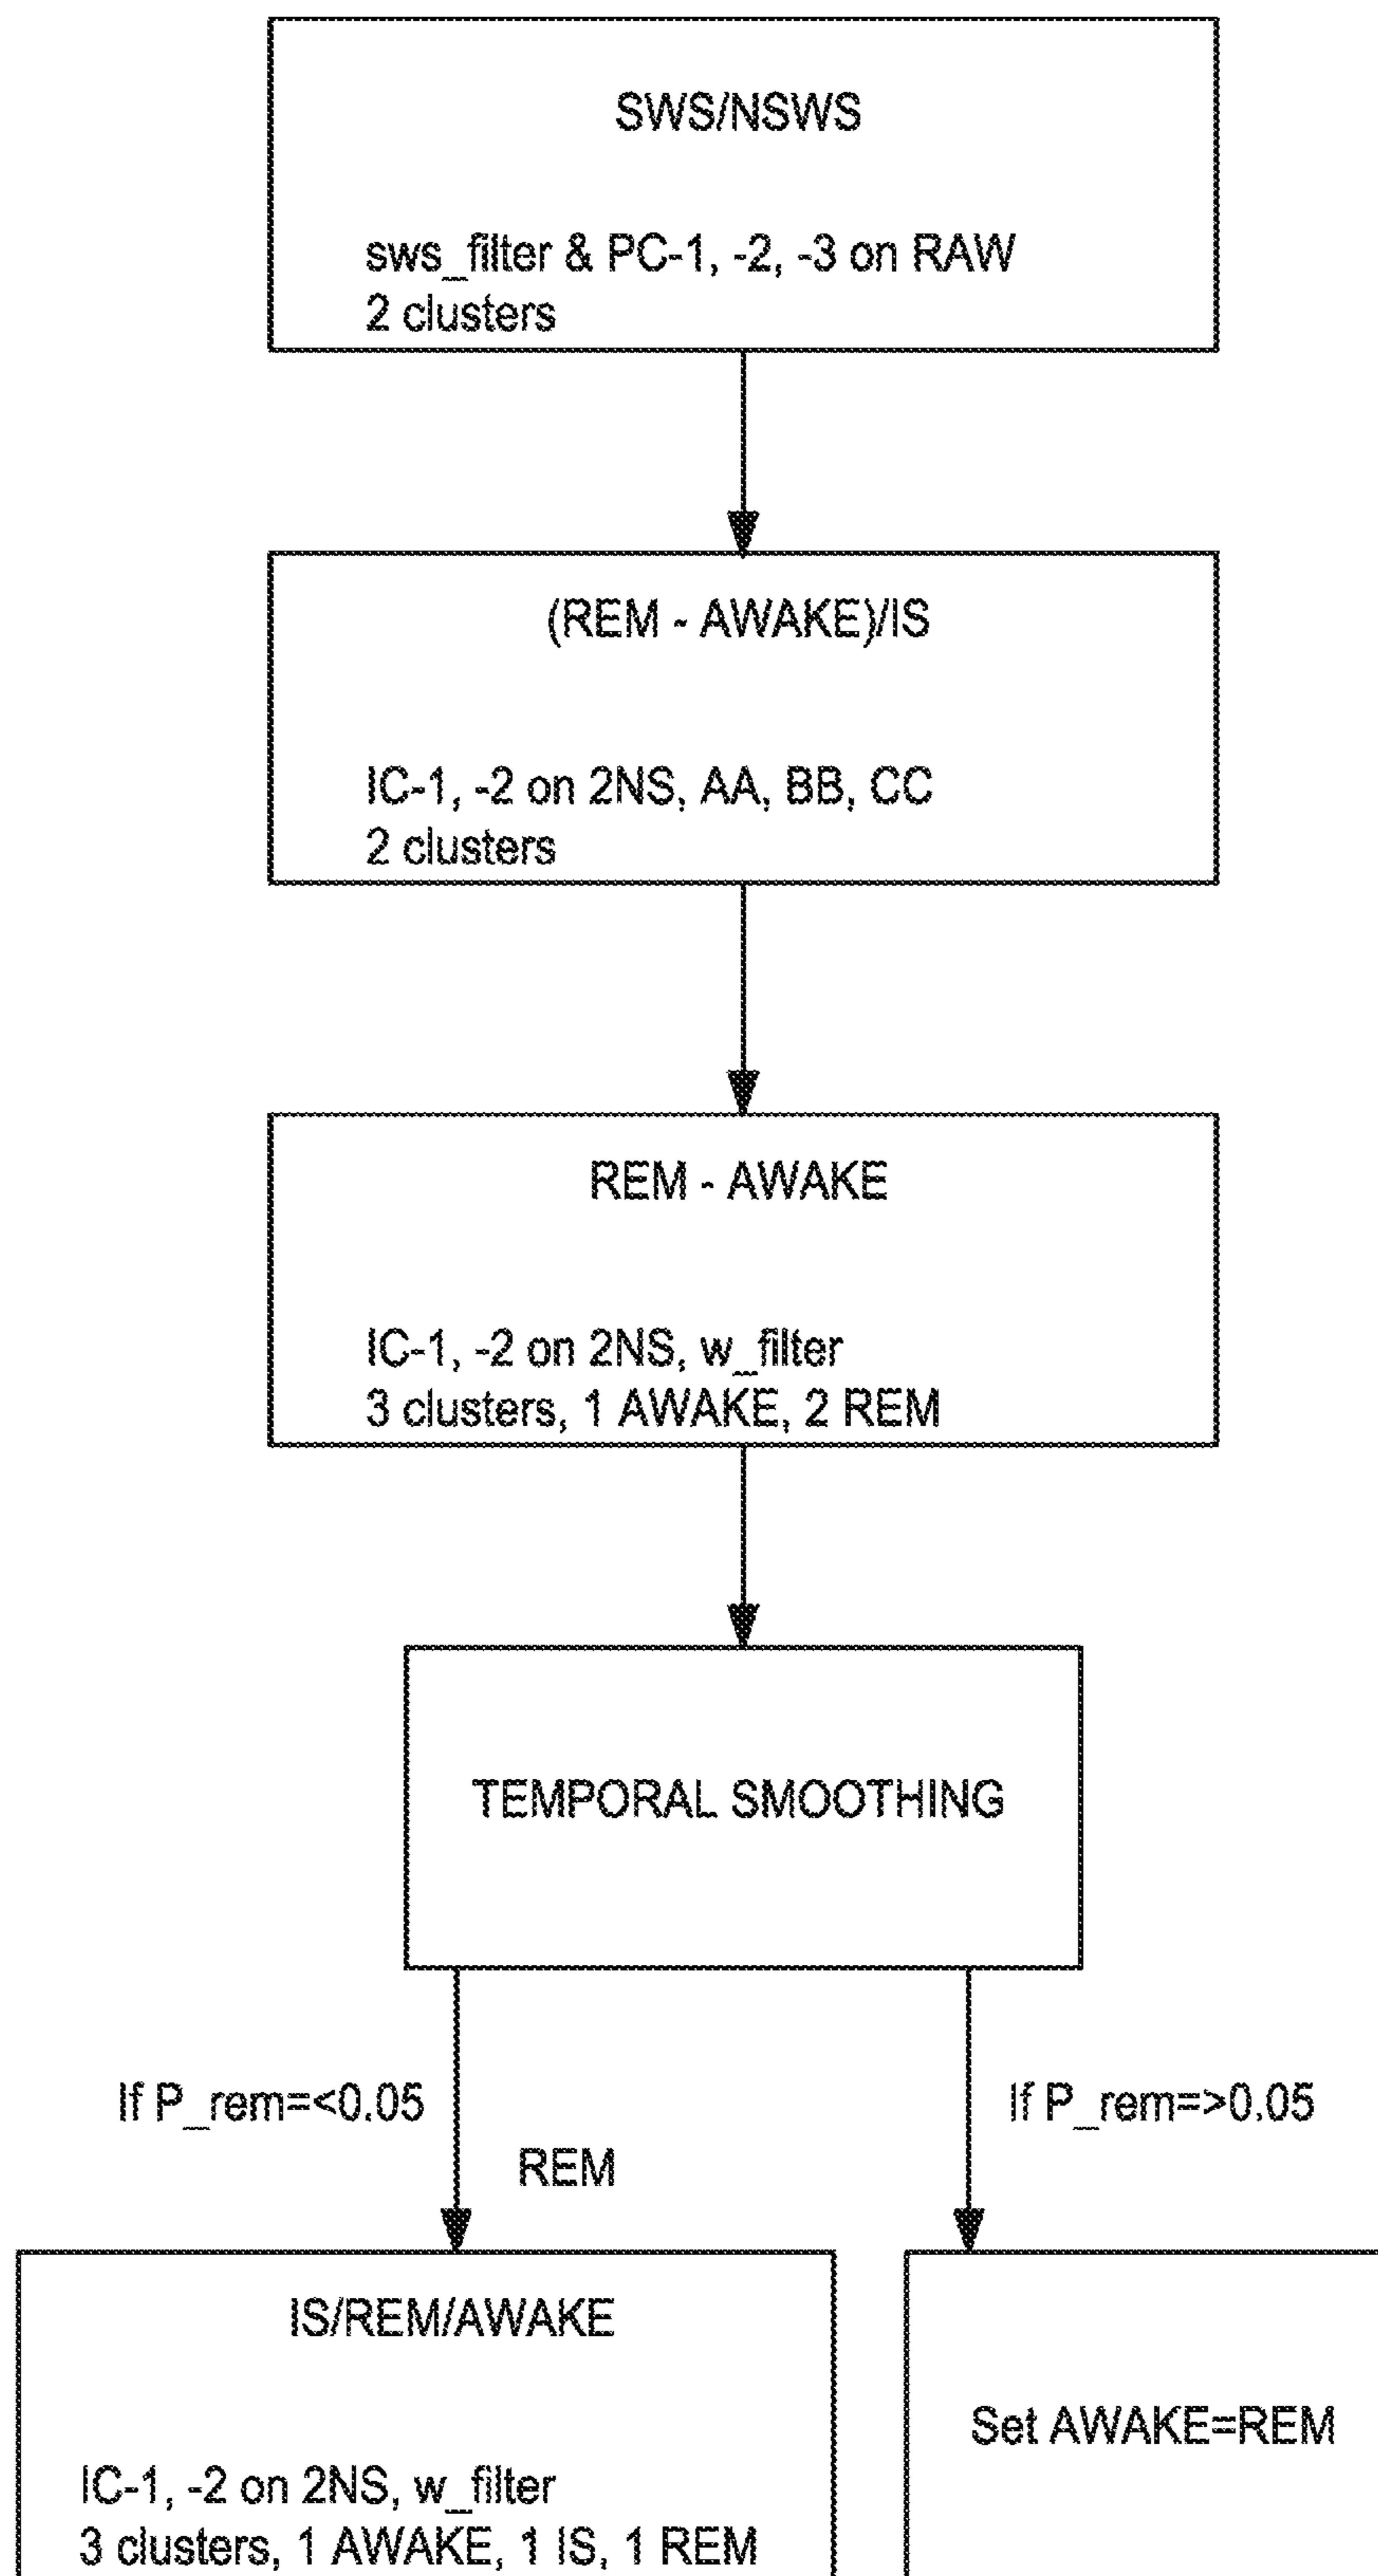 SWS/NSWS
sws_filter & PC-1, -2, -3 on RAW
2 clusters
(REM - AWAKE)/IS
IC-1, -2 on 2NS, AA, BB, CC
2 clusters
REM - AWAKE
IC-1, -2 on 2NS, w_filter
3 clusters, 1 AWAKE, 2 REM
TEMPORAL SMOOTHING
If P_rem=<0.05
If P_rem=>0.05
REM
IS/REM/AWAKE
IC-1, -2 on 2NS, w_filter
3 clusters, 1 AWAKE, 1 IS, 1 REM
Set AWAKE=REM